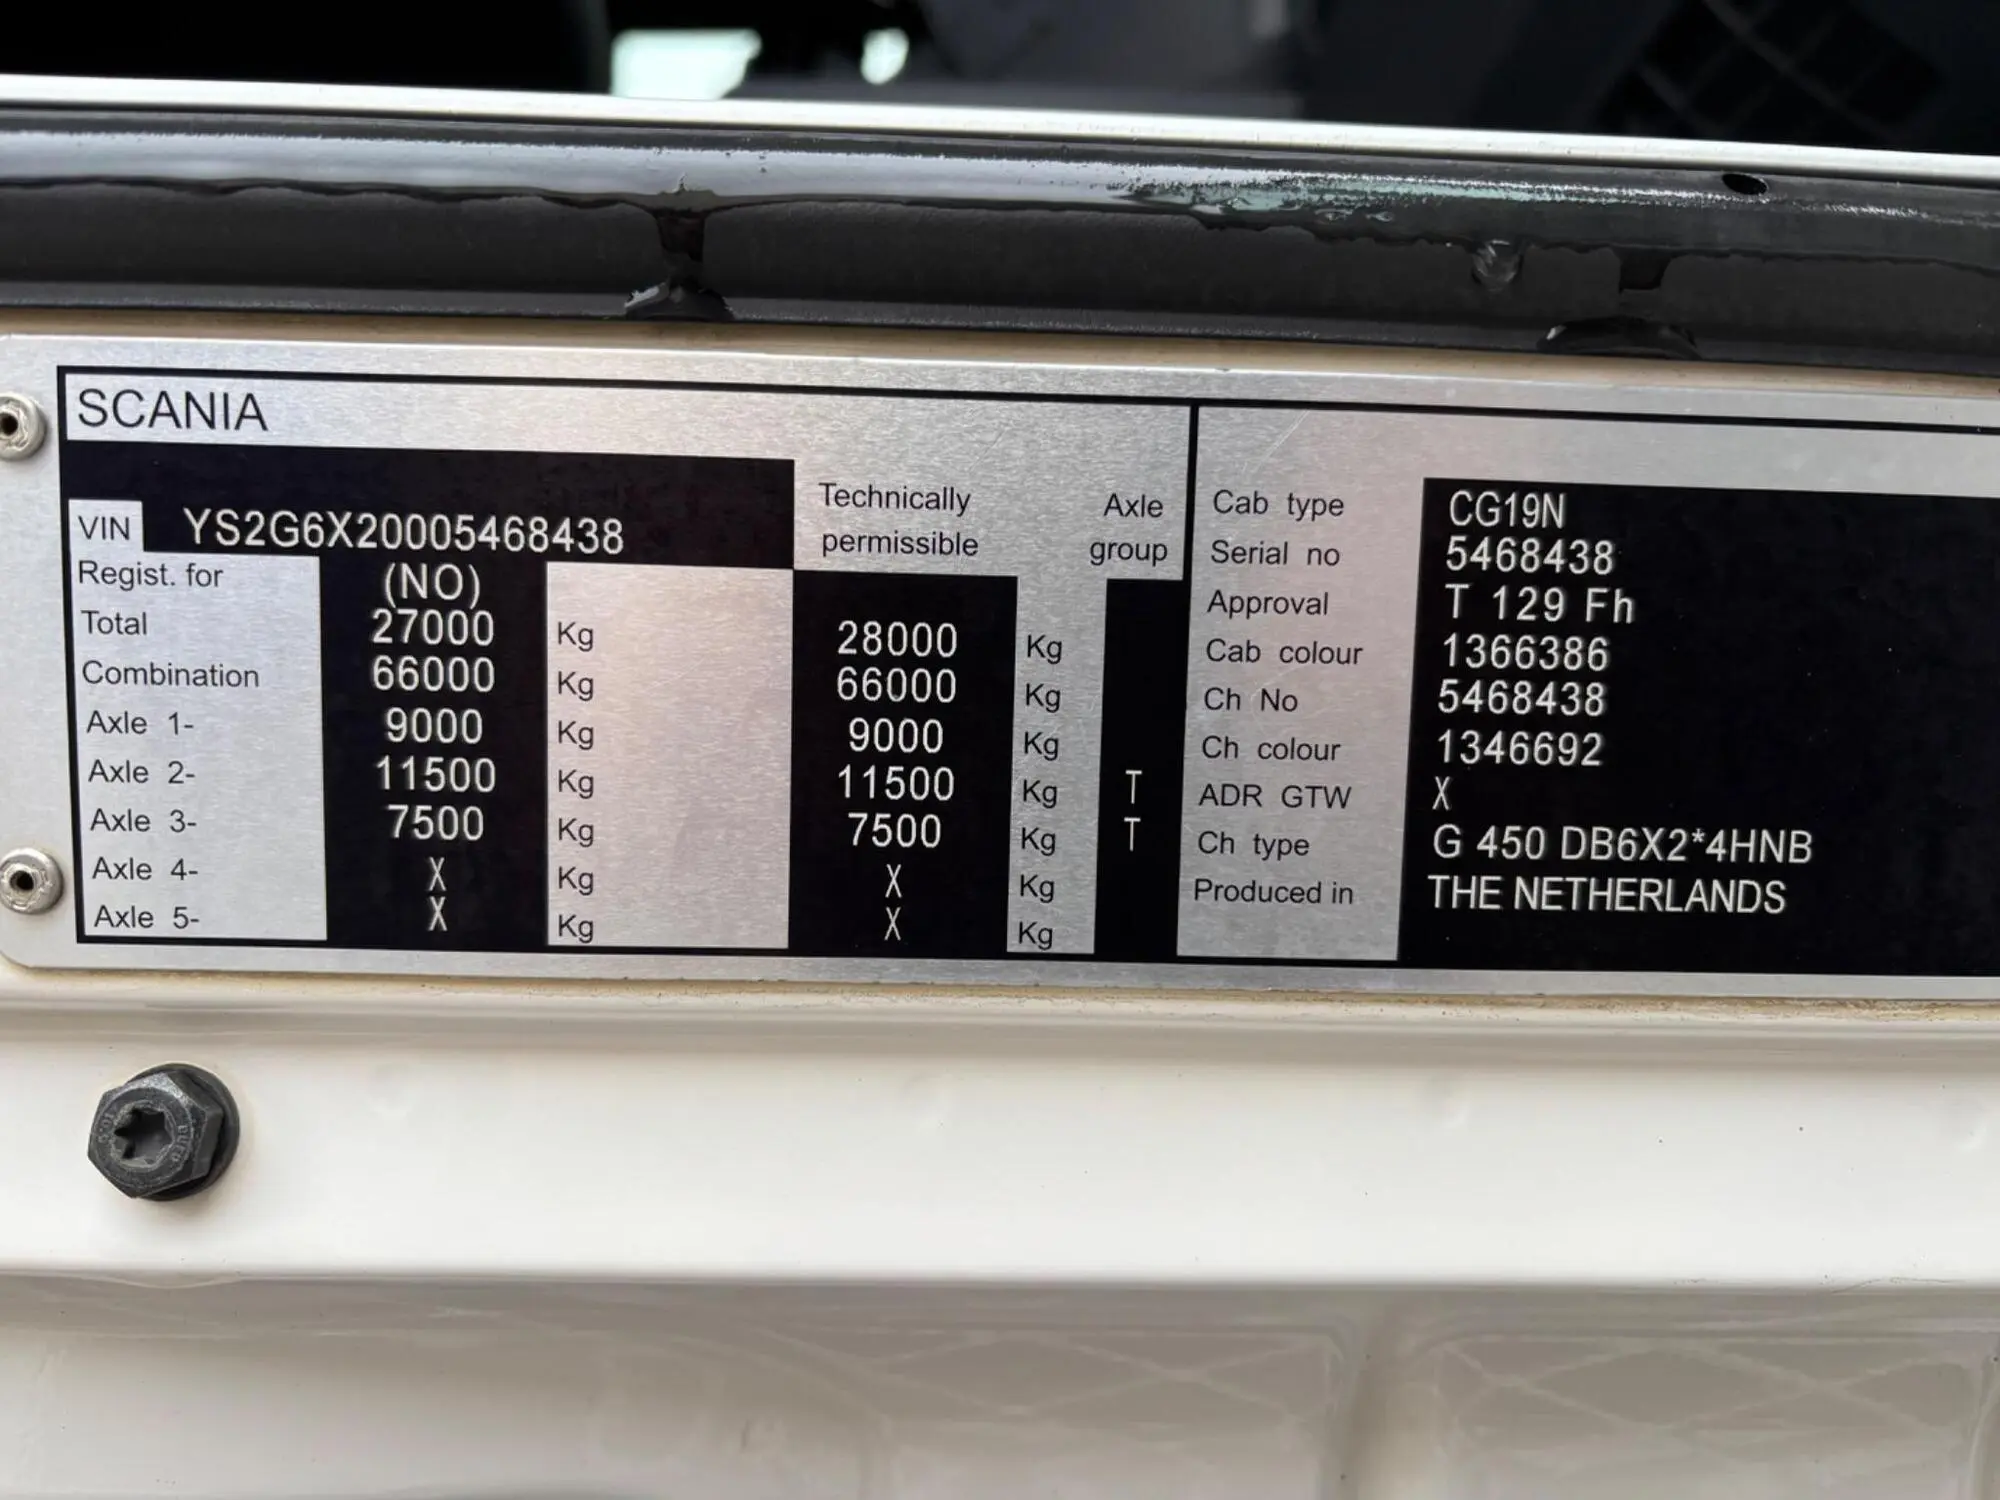 SCANIA
VIN YS2G6X20005468438
Technically permissible
Axle group
Regist. for (NO)
Total 27000 Kg 28000 Kg
Combination 66000 Kg 66000 Kg
Axle 1- 9000 Kg 9000 Kg
Axle 2- 11500 Kg 11500 Kg T
Axle 3- 7500 Kg 7500 Kg T
Axle 4- X Kg X Kg
Axle 5- X Kg X Kg
Cab type CG19N
Serial no 5468438
Approval T 129 Fh
Cab colour 1366386
Ch No 5468438
Ch colour 1346692
ADR GTW X
Ch type G 450 DB6X2*4HNB
Produced in THE NETHERLANDS